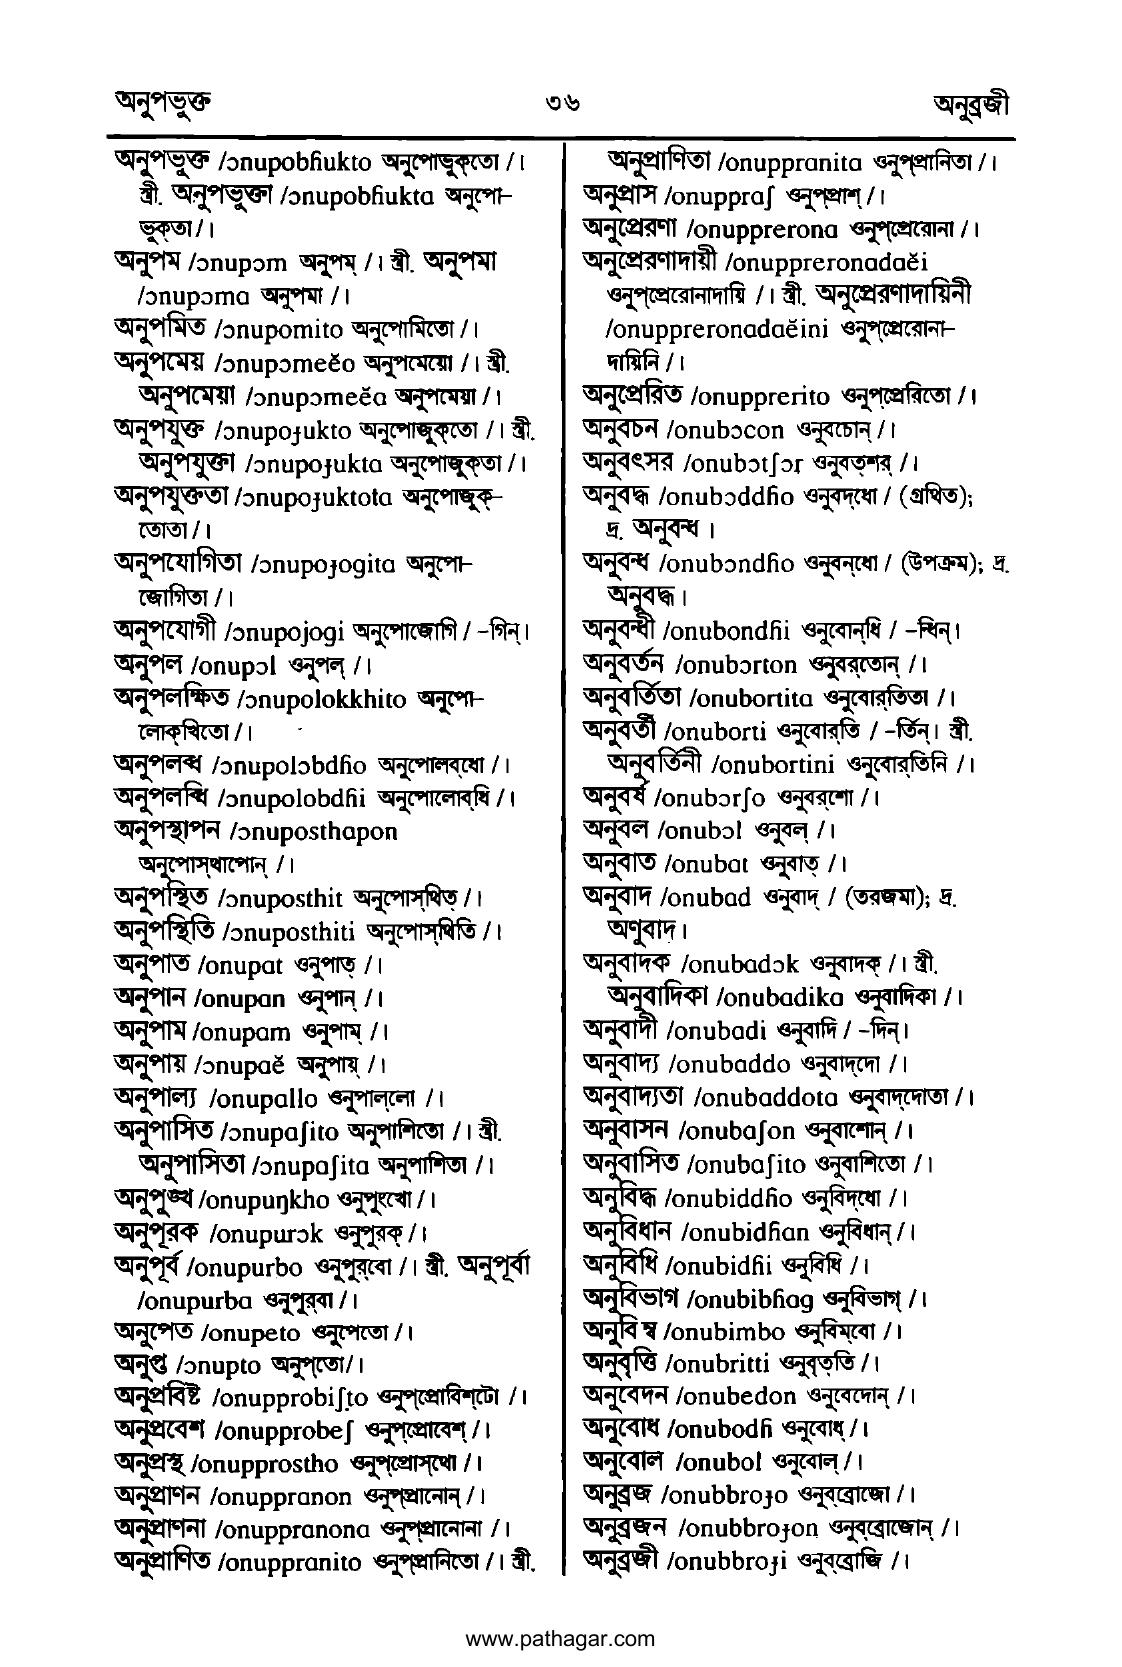 অনুপভুক্ত ৩৬ অনুব্রজী
অনুপভুক্ত /ɔnupobɦukto অনুপোভুক্‌তো /।
স্ত্রী. অনুপভুক্তা /ɔnupobɦukta অনুপো-
ভুক্‌তা /।
অনুপম /ɔnupɔm অনুপম্ /। স্ত্রী. অনুপমা
/ɔnupɔma অনুপমা /।
অনুপমিত /ɔnupomito অনুপোমিতো /।
অনুপমেয় /ɔnupɔmeĕo অনুপমেয়ো /। স্ত্রী.
অনুপমেয়া /ɔnupɔmeĕa অনুপমেয়া /।
অনুপযুক্ত /ɔnupoɟukto অনুপোজুক্‌তো /। স্ত্রী.
অনুপযুক্তা /ɔnupoɟukta অনুপোজুক্‌তা /।
অনুপযুক্ততা /ɔnupoɟuktota অনুপোজুক্-
তোতা /।
অনুপযোগিতা /ɔnupoɟogita অনুপো-
জোগিতা /।
অনুপযোগী /ɔnupojogi অনুপোজোগি / -গিন্।
অনুপল /onupɔl ওনুপল্ /।
অনুপলক্ষিত /ɔnupolokkhito অনুপো-
লোক্‌খিতো /।
অনুপলব্ধ /ɔnupolɔbdɦo অনুপোলব্‌ধো /।
অনুপলব্ধি /ɔnupolobdɦi অনুপোলোব্‌ধি /।
অনুপস্থাপন /ɔnuposthapon
অনুপোস্‌থাপোন্ /।
অনুপস্থিত /ɔnuposthit অনুপোস্‌থিত্ /।
অনুপস্থিতি /ɔnuposthiti অনুপোস্‌থিতি /।
অনুপাত /onupat ওনুপাত্ /।
অনুপান /onupan ওনুপান্ /।
অনুপাম /onupam ওনুপাম্ /।
অনুপায় /ɔnupaĕ অনুপায়্ /।
অনুপাল্য /onupallo ওনুপাল্‌লো /।
অনুপাসিত /ɔnupaʃito অনুপাশিতো /। স্ত্রী.
অনুপাসিতা /ɔnupaʃita অনুপাশিতা /।
অনুপুঙ্খ /onupuŋkho ওনুপুংখো /।
অনুপূরক /onupurɔk ওনুপুরক্ /।
অনুপূর্ব /onupurbo ওনুপুর্‌বো /। স্ত্রী. অনুপূর্বা
/onupurba ওনুপুর্‌বা /।
অনুপেত /onupeto ওনুপেতো /।
অনুপ্ত /ɔnupto অনুপ্‌তো/।
অনুপ্রবিষ্ট /onupprobiʃṭo ওনুপ্‌প্রোবিশ্‌টো /।
অনুপ্রবেশ /onupprobeʃ ওনুপ্‌প্রোবেশ্ /।
অনুপ্রস্থ /onupprostho ওনুপ্‌প্রোস্‌থো /।
অনুপ্রাণন /onuppranon ওনুপ্‌প্রানোন্ /।
অনুপ্রাণনা /onuppranona ওনুপ্‌প্রানোনা /।
অনুপ্রাণিত /onuppranito ওনুপ্‌প্রানিতো /। স্ত্রী.
অনুপ্রাণিতা /onuppranita ওনুপ্‌প্রানিতা /।
অনুপ্রাস /onuppraʃ ওনুপ্‌প্রাশ্ /।
অনুপ্রেরণা /onupprerona ওনুপ্‌প্রেরোনা /।
অনুপ্রেরণাদায়ী /onuppreronadaĕi
ওনুপ্‌প্রেরোনাদায়ি /। স্ত্রী. অনুপ্রেরণাদায়িনী
/onuppreronadaĕini ওনুপ্‌প্রেরোনা-
দায়িনি /।
অনুপ্রেরিত /onupprerito ওনুপ্‌প্রেরিতো /।
অনুবচন /onubɔcon ওনুবচোন্ /।
অনুবৎসর /onubɔtʃɔr ওনুবত্‌শর্ /।
অনুবদ্ধ /onubɔddɦo ওনুবদ্‌ধো / (গ্রথিত);
দ্র. অনুবন্ধ।
অনুবন্ধ /onubɔndɦo ওনুবন্‌ধো / (উপক্রম); দ্র.
অনুবদ্ধ।
অনুবন্ধী /onubondɦi ওনুবোন্‌ধি / -ন্ধিন্।
অনুবর্তন /onubɔrton ওনুবর্‌তোন্ /।
অনুবর্তিতা /onubortita ওনুবোর্‌তিতা /।
অনুবর্তী /onuborti ওনুবোর্‌তি / -র্তিন্। স্ত্রী.
অনুবর্তিনী /onubortini ওনুবোর্‌তিনি /।
অনুবর্ষ /onubɔrʃo ওনুবর্‌শো /।
অনুবল /onubɔl ওনুবল্ /।
অনুবাত /onubat ওনুবাত্ /।
অনুবাদ /onubad ওনুবাদ্ / (তরজমা); দ্র.
অণুবাদ।
অনুবাদক /onubadɔk ওনুবাদক্ /। স্ত্রী.
অনুবাদিকা /onubadika ওনুবাদিকা /।
অনুবাদী /onubadi ওনুবাদি / -দিন্।
অনুবাদ্য /onubaddo ওনুবাদ্‌দো /।
অনুবাদ্যতা /onubaddota ওনুবাদ্‌দোতা /।
অনুবাসন /onubaʃon ওনুবাশোন্ /।
অনুবাসিত /onubaʃito ওনুবাশিতো /।
অনুবিদ্ধ /onubiddɦo ওনুবিদ্‌ধো /।
অনুবিধান /onubidɦan ওনুবিধান্ /।
অনুবিধি /onubidɦi ওনুবিধি /।
অনুবিভাগ /onubibɦag ওনুবিভাগ্ /।
অনুবিম্ব /onubimbo ওনুবিম্‌বো /।
অনুবৃত্তি /onubritti ওনুবৃত্‌তি /।
অনুবেদন /onubedon ওনুবেদোন্ /।
অনুবোধ /onubodɦ ওনুবোধ্ /।
অনুবোল /onubol ওনুবোল্ /।
অনুব্রজ /onubbroɟo ওনুব্‌ব্রোজো /।
অনুব্রজন /onubbroɟon ওনুব্‌ব্রোজোন্ /।
অনুব্রজী /onubbroɟi ওনুব্‌ব্রোজি /।
www.pathagar.com